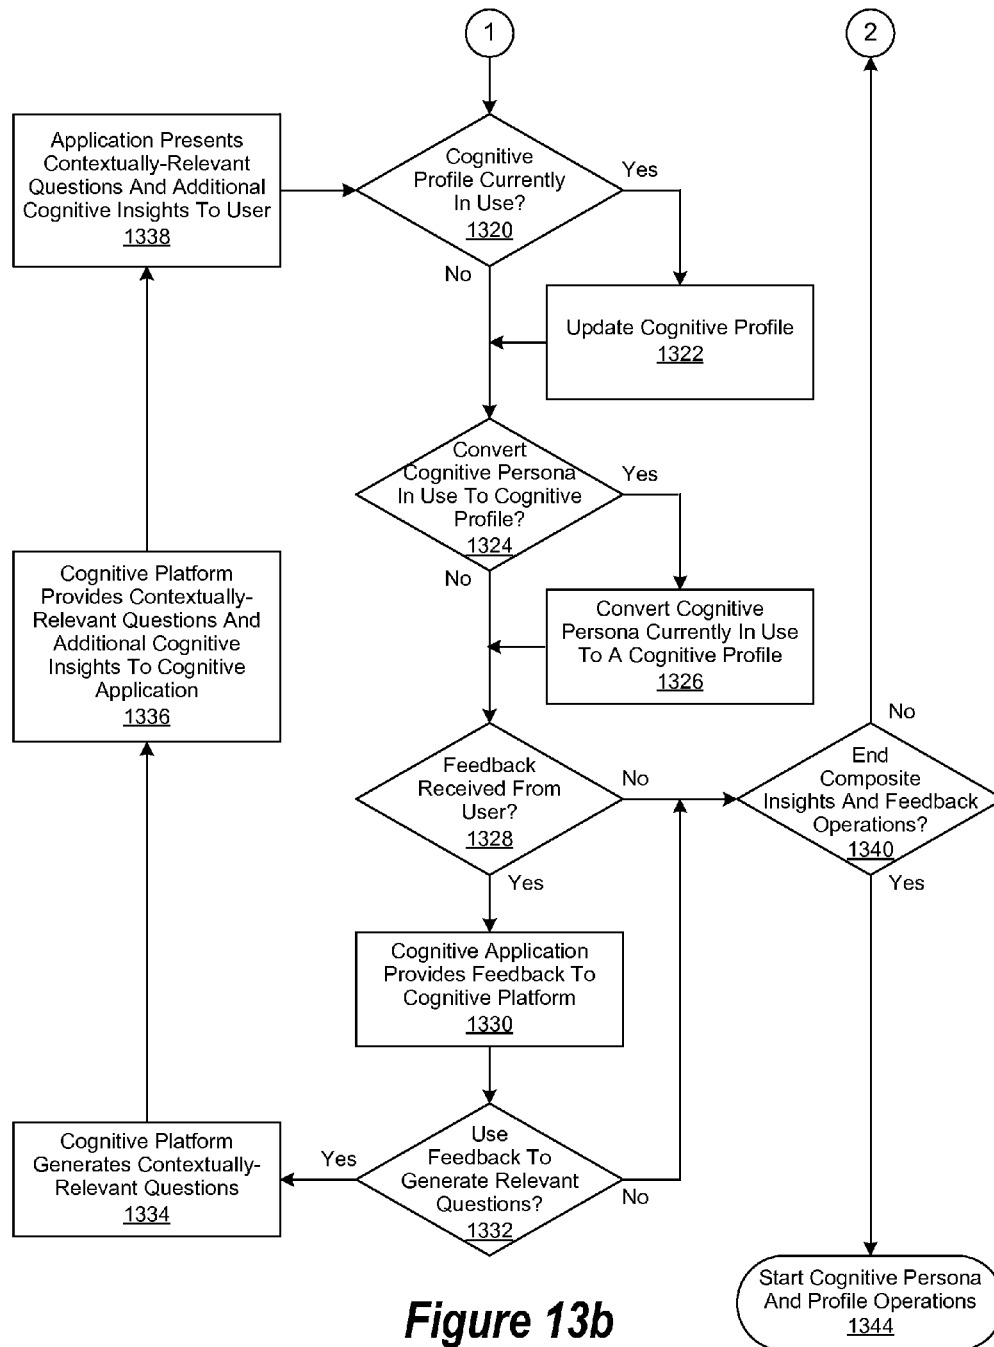 1
2
Application Presents
Contextually-Relevant
Questions And Additional
Cognitive Insights To User
1338
Cognitive
Profile Currently
In Use?
1320
Yes
No
Update Cognitive Profile
1322
Convert
Cognitive Persona
In Use To Cognitive
Profile?
1324
Yes
No
Cognitive Platform
Provides Contextually-
Relevant Questions And
Additional Cognitive
Insights To Cognitive
Application
1336
Convert Cognitive
Persona Currently In Use
To A Cognitive Profile
1326
Feedback
Received From
User?
1328
No
Yes
No
End
Composite
Insights And Feedback
Operations?
1340
Yes
Cognitive Application
Provides Feedback To
Cognitive Platform
1330
Cognitive Platform
Generates Contextually-
Relevant Questions
1334
Yes
Use
Feedback To
Generate Relevant
Questions?
1332
No
Start Cognitive Persona
And Profile Operations
1344
Figure 13b